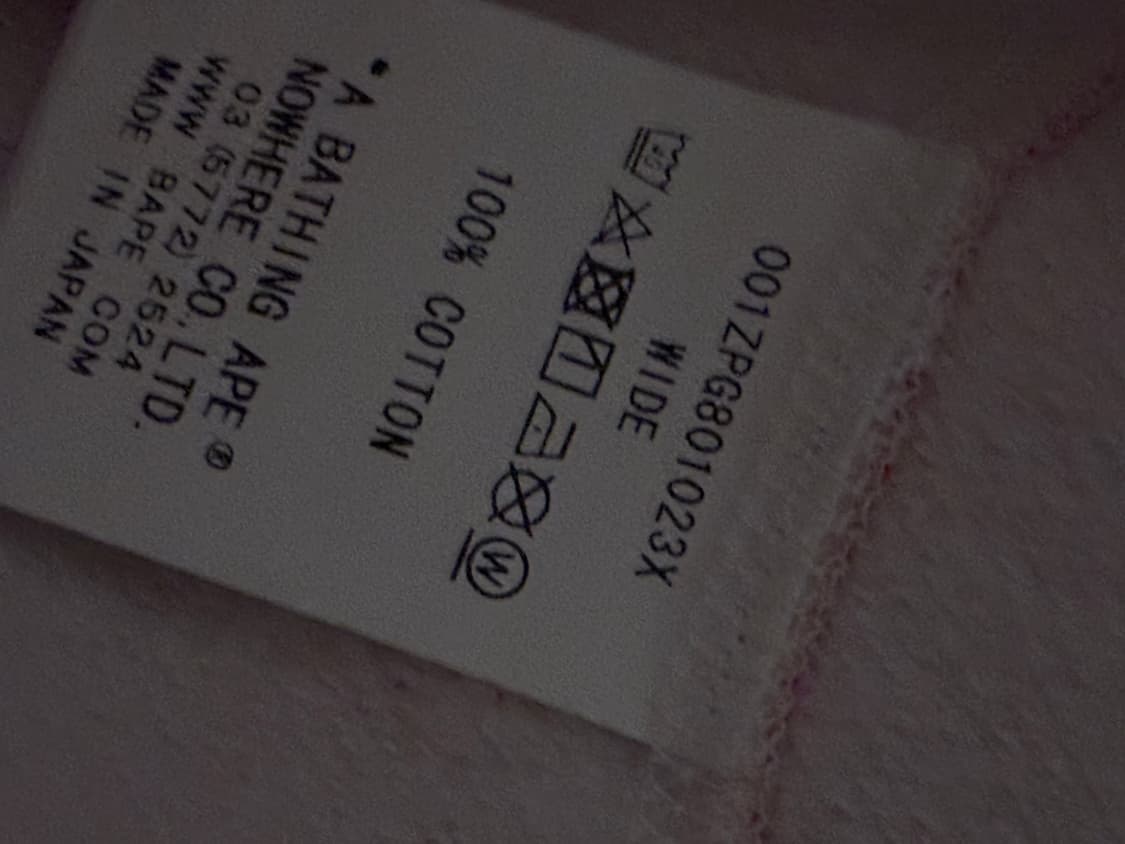 001ZPG801023X
WIDE
W
100% COTTON
A BATHING APE®
NOWHERE CO.,LTD.
03 (5772) 2524
WWW BAPE COM
MADE IN JAPAN